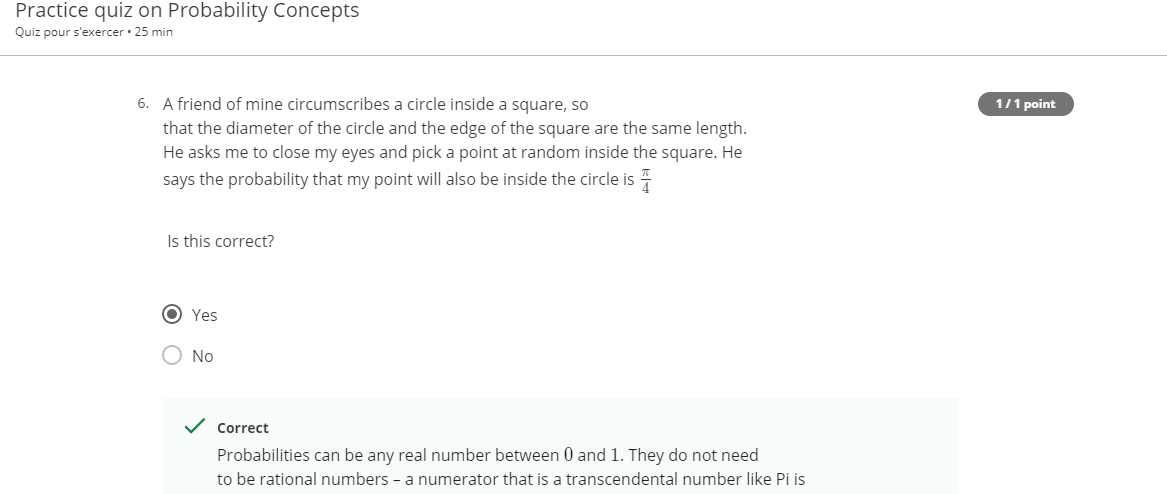 Practice quiz on Probability Concepts
Quiz pour s'exercer • 25 min
6. A friend of mine circumscribes a circle inside a square, so
1 / 1 point
that the diameter of the circle and the edge of the square are the same length.
He asks me to close my eyes and pick a point at random inside the square. He
says the probability that my point will also be inside the circle is π/4
Is this correct?
Yes
No
Correct
Probabilities can be any real number between 0 and 1. They do not need
to be rational numbers – a numerator that is a transcendental number like Pi is